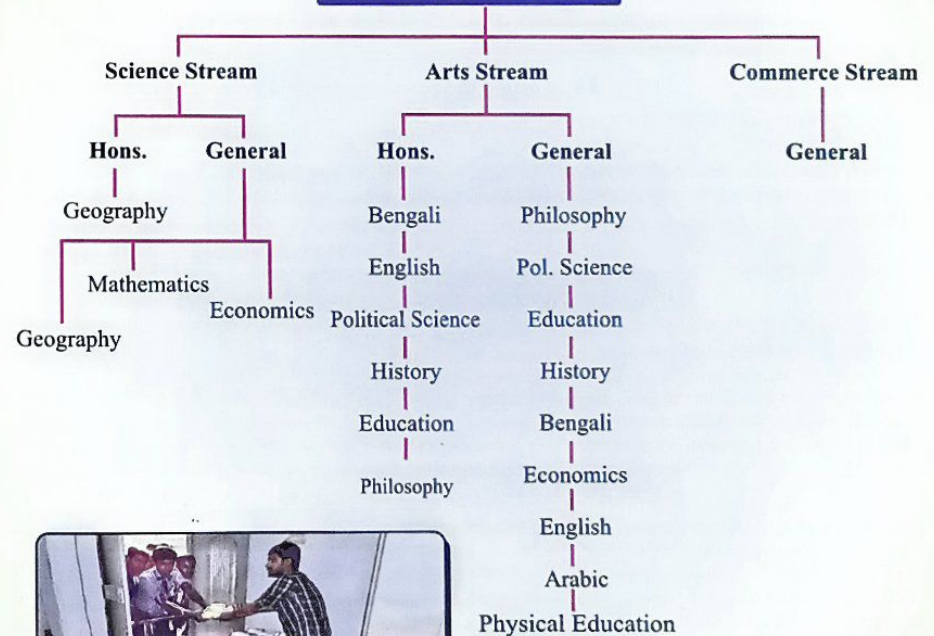 Science Stream
Arts Stream
Commerce Stream
Hons.
General
Hons.
General
General
Geography
Mathematics
Economics
Geography
Bengali
English
Political Science
History
Education
Philosophy
Philosophy
Pol. Science
Education
History
Bengali
Economics
English
Arabic
Physical Education